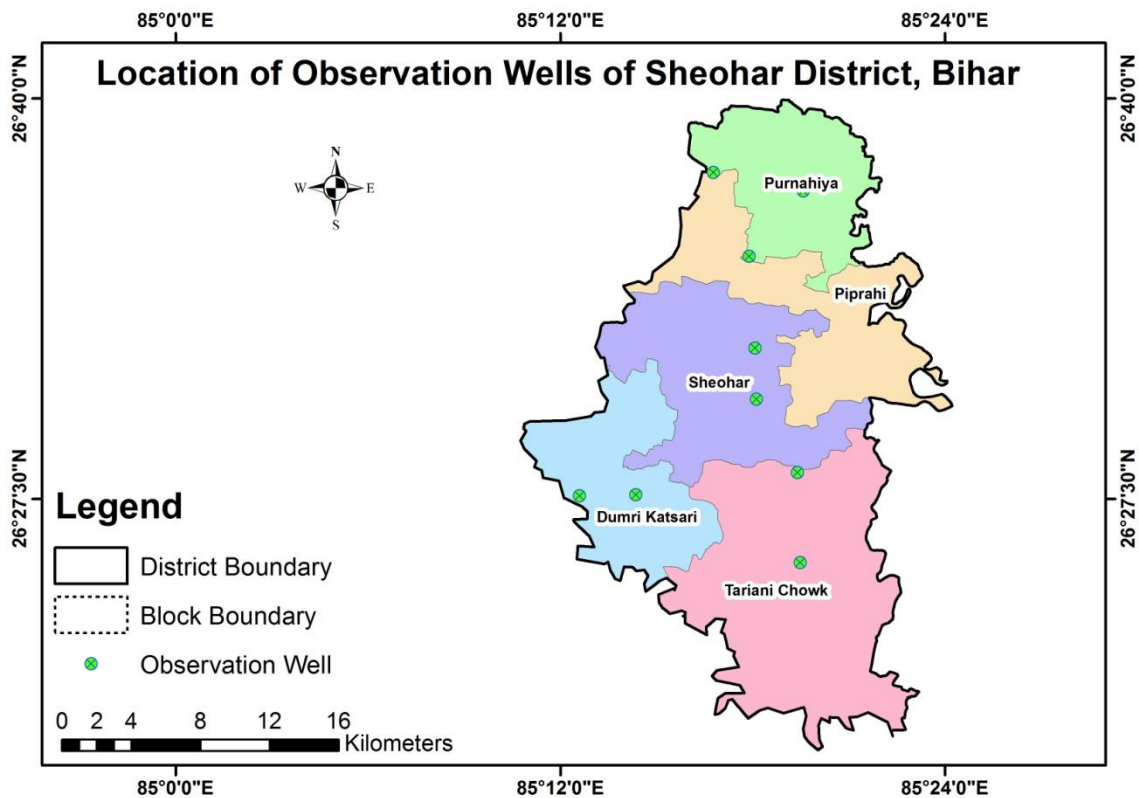 85°0'0"E 85°12'0"E 85°24'0"E
Location of Observation Wells of Sheohar District, Bihar
26°40'0"N 26°40'0"N
N
W E
S
Purnahiya
Piprahi
Sheohar
26°27'30"N 26°27'30"N
Dumri Katsari
Tariani Chowk
Legend
District Boundary
Block Boundary
Observation Well
0 2 4 8 12 16
Kilometers
85°0'0"E 85°12'0"E 85°24'0"E